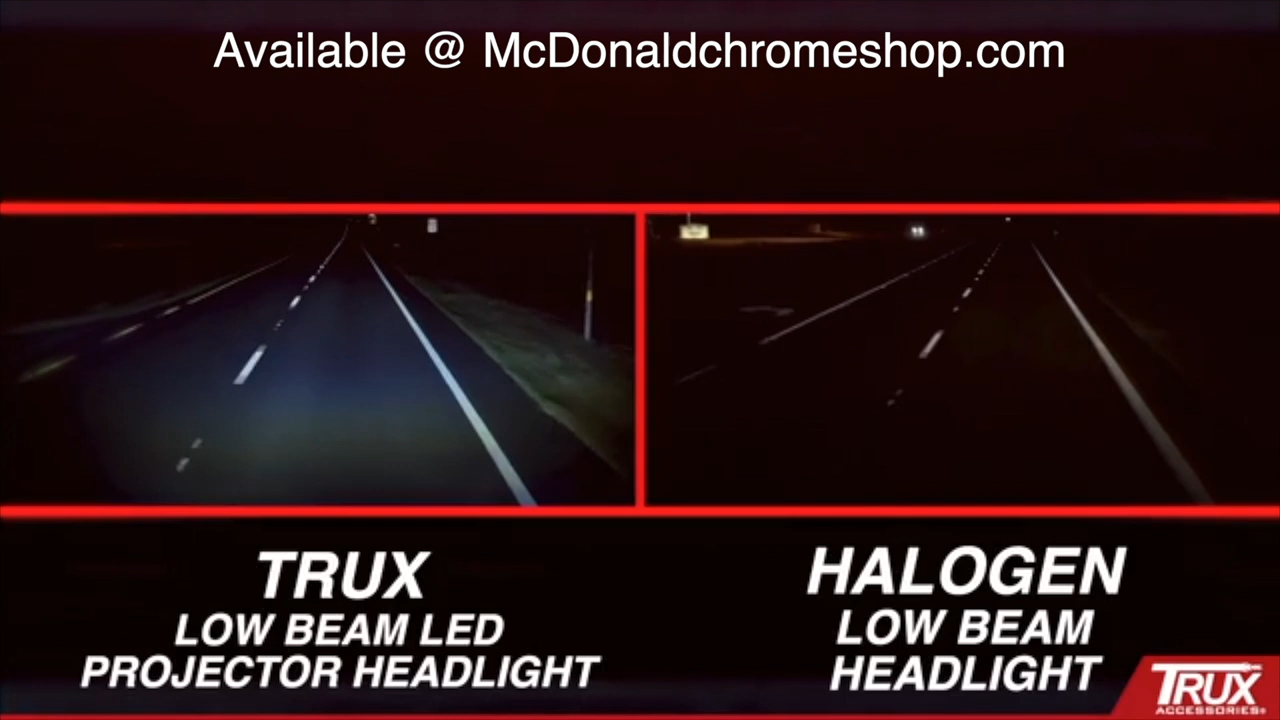 Available @ McDonaldchromeshop.com
TRUX
LOW BEAM LED
PROJECTOR HEADLIGHT
HALOGEN
LOW BEAM
HEADLIGHT
TRUX
ACCESSORIES®